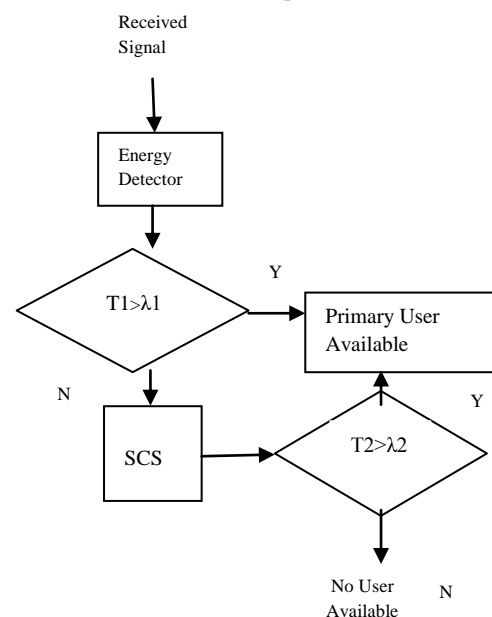 Received
Signal
Energy
Detector
T1>λ1
Y
Primary User
Available
N
SCS
T2>λ2
Y
No User
Available
N